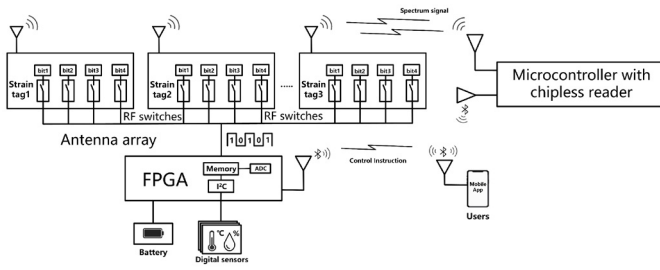 Spectrum signal
bit1 bit2 bit3 bit4
Strain
tag1
bit1 bit2 bit3 bit4
Strain
tag2
.....
bit1 bit2 bit3 bit4
Strain
tag3
Microcontroller with
chipless reader
RF switches
RF switches
Antenna array
1 0 1 0 1
Control Instruction
FPGA
Memory
ADC
I²C
Mobile
App
Users
Battery
°C %
Digital sensors